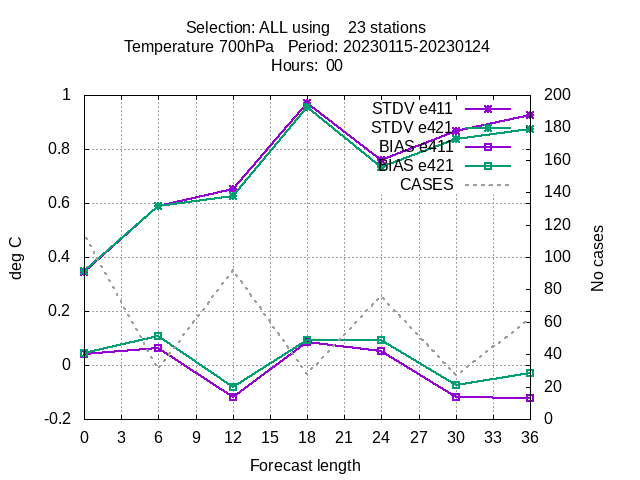 Selection: ALL using 23 stations
Temperature 700hPa Period: 20230115-20230124
Hours: 00
1
0.8
0.6
0.4
0.2
0
-0.2
deg C
STDV e411
STDV e421
BIAS e411
BIAS e421
CASES
200
180
160
140
120
100
80
60
40
20
0
No cases
0 3 6 9 12 15 18 21 24 27 30 33 36
Forecast length